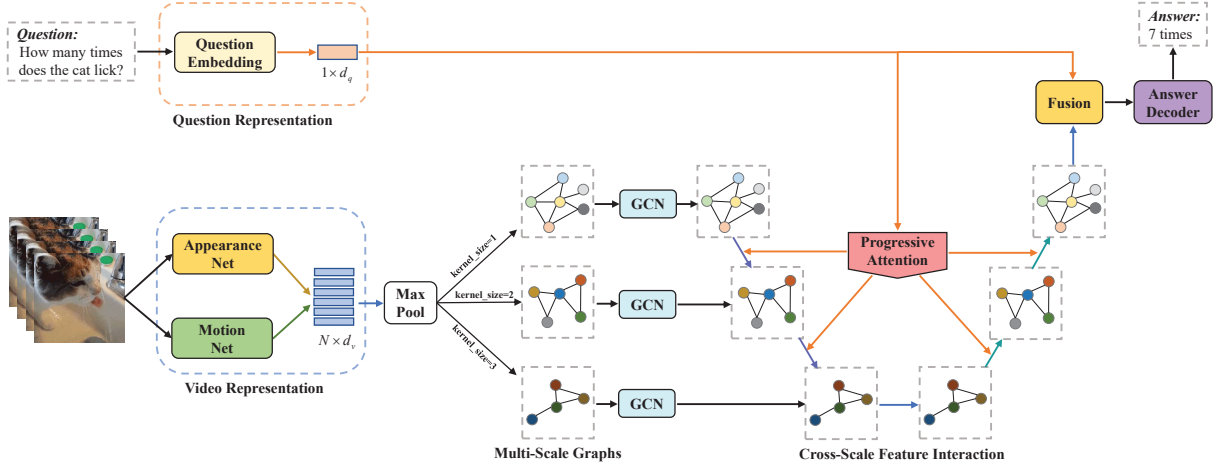 Question:
How many times
does the cat lick?
Question
Embedding
1 × d_q
Question Representation
Answer:
7 times
Fusion
Answer
Decoder
Appearance
Net
Motion
Net
N × d_v
Video Representation
Max
Pool
kernel_size=1
kernel_size=2
kernel_size=3
GCN
GCN
GCN
Multi-Scale Graphs
Progressive
Attention
Cross-Scale Feature Interaction